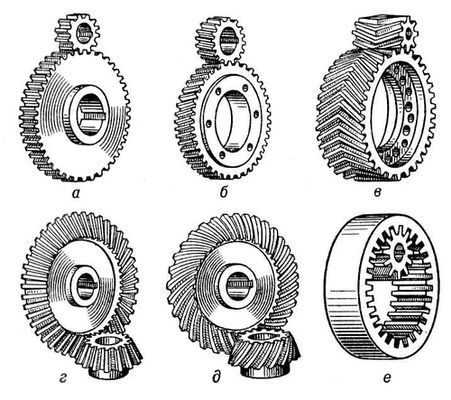 а б в
г д е